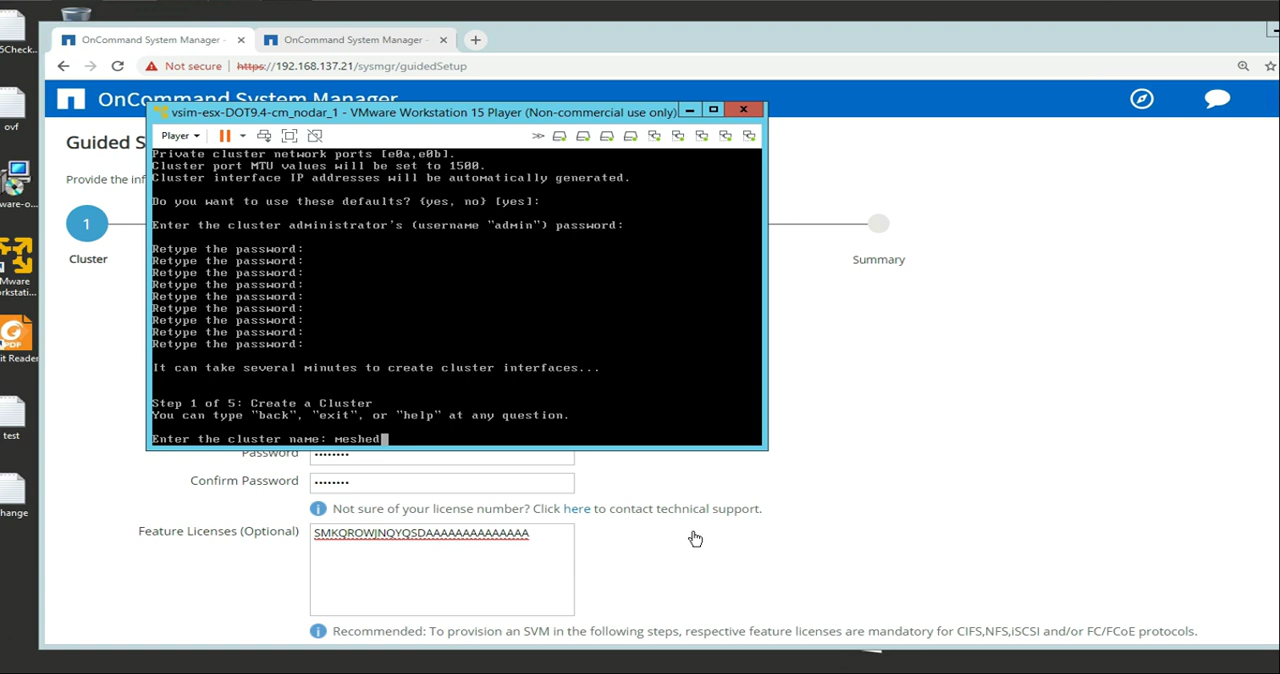 5Check...
ovf
ware-o...
Mware
orkstati...
it Reader
test
hange
OnCommand System Manager -
OnCommand System Manager -
Not secure
https://192.168.137.21/sysmgr/guidedSetup
OnCommand System Manager
Guided S
Provide the inf
1
Cluster
Summary
vsim-esx-DOT9.4-cm_nodar_1 - VMware Workstation 15 Player (Non-commercial use only)
Player
Private cluster network ports [e0a,e0b].
Cluster port MTU values will be set to 1500.
Cluster interface IP addresses will be automatically generated.
Do you want to use these defaults? {yes, no} [yes]:
Enter the cluster administrator's (username "admin") password:
Retype the password:
Retype the password:
Retype the password:
Retype the password:
Retype the password:
Retype the password:
Retype the password:
Retype the password:
Retype the password:
It can take several minutes to create cluster interfaces...
Step 1 of 5: Create a Cluster
You can type "back", "exit", or "help" at any question.
Enter the cluster name: meshed
Password
Confirm Password
Not sure of your license number? Click here to contact technical support.
Feature Licenses (Optional)
SMKQROWJNQYQSDAAAAAAAAAAAAAA
Recommended: To provision an SVM in the following steps, respective feature licenses are mandatory for CIFS,NFS,iSCSI and/or FC/FCoE protocols.